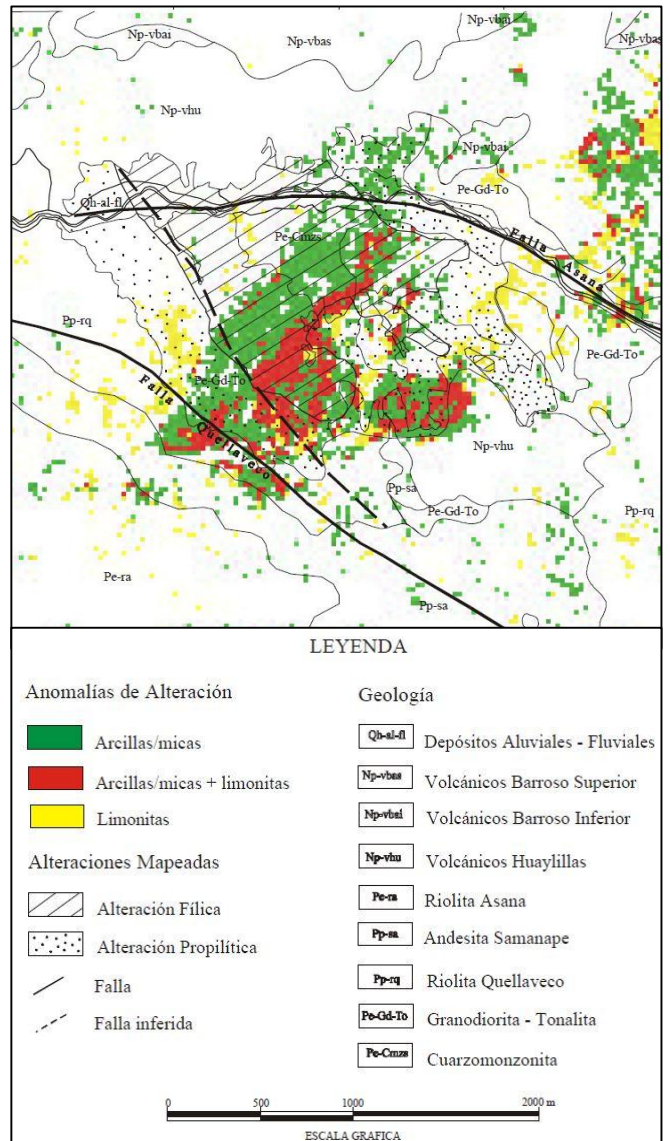 Np-vbai
Np-vbas
Np-vbai
Np-vbas
Np-vhu
Np-vbai
Pe-Gd-To
Qh-al-fl
Pe-Cmzs
Falla Asana
Pp-rq
Pe-Gd-To
Pe-Gd-To
Falla Quellaveco
Np-vhu
Pp-sa
Pe-Gd-To
Pp-rq
Pe-ra
Pp-sa
LEYENDA
Anomalías de Alteración
Arcillas/micas
Arcillas/micas + limonitas
Limonitas
Alteraciones Mapeadas
Alteración Fílica
Alteración Propilítica
Falla
Falla inferida
Geología
Qh-al-fl Depósitos Aluviales - Fluviales
Np-vbas Volcánicos Barroso Superior
Np-vbai Volcánicos Barroso Inferior
Np-vhu Volcánicos Huaylillas
Pe-ra Riolita Asana
Pp-sa Andesita Samanape
Pp-rq Riolita Quellaveco
Pe-Gd-To Granodiorita - Tonalita
Pe-Cmzs Cuarzomonzonita
0 500 1000 2000 m
ESCALA GRAFICA